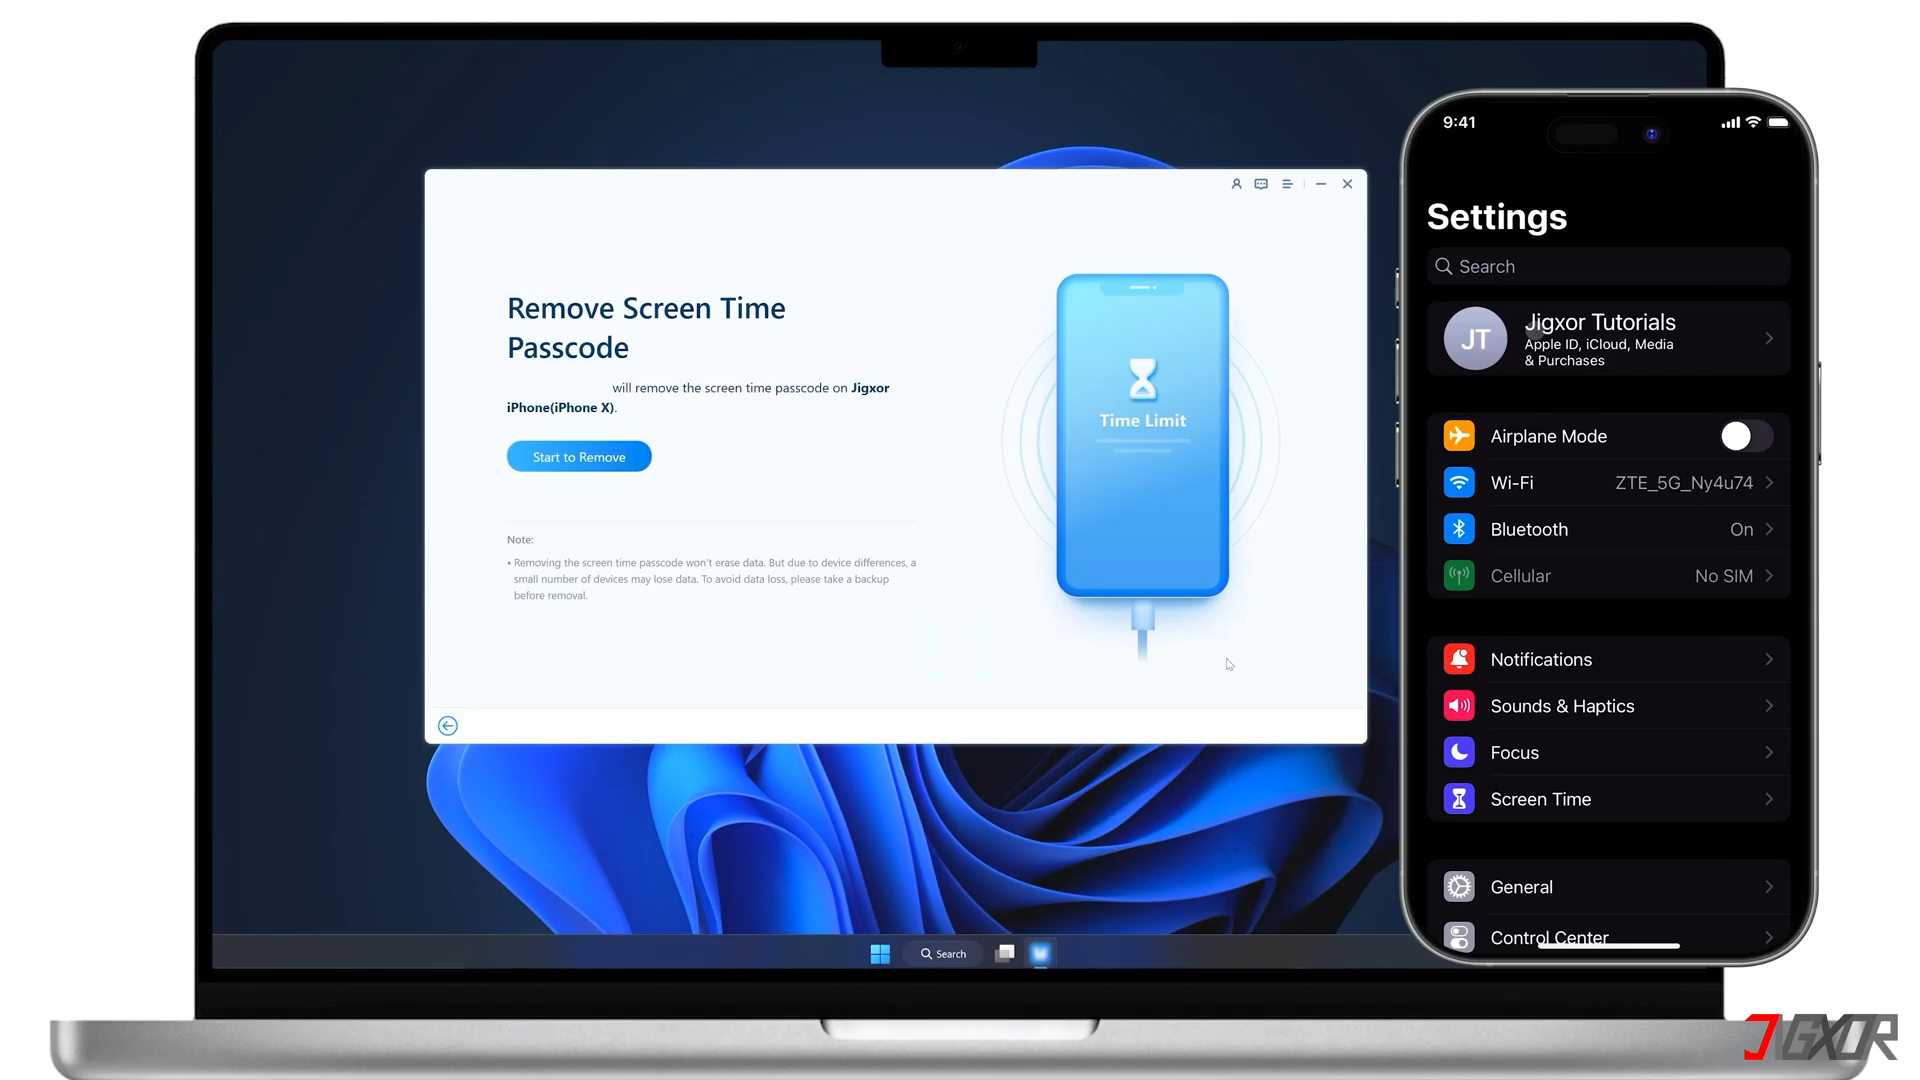 Remove Screen Time
Passcode
will remove the screen time passcode on Jigxor
iPhone(iPhone X).
Start to Remove
Note:
• Removing the screen time passcode won't erase data. But due to device differences, a
small number of devices may lose data. To avoid data loss, please take a backup
before removal.
Time Limit
Search
9:41
Settings
Search
JT
Jigxor Tutorials
Apple ID, iCloud, Media
& Purchases
Airplane Mode
Wi-Fi ZTE_5G_Ny4u74
Bluetooth On
Cellular No SIM
Notifications
Sounds & Haptics
Focus
Screen Time
General
Control Center
JIGXOR